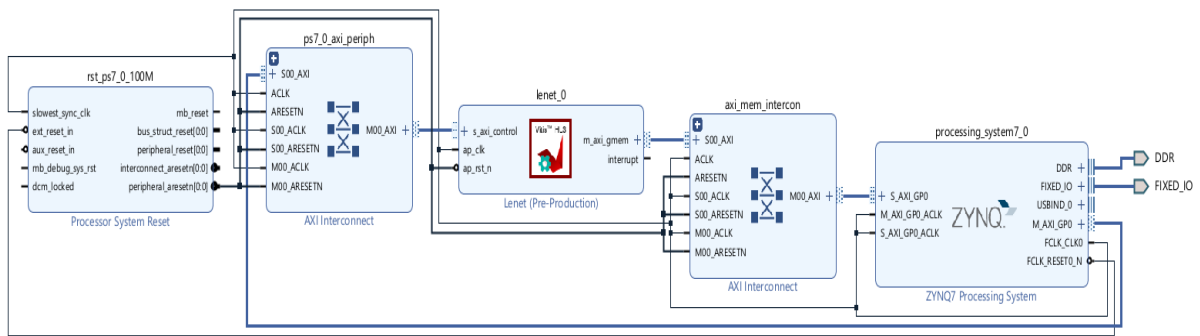 rst_ps7_0_100M
slowest_sync_clk
ext_reset_in
aux_reset_in
mb_debug_sys_rst
dcm_locked
mb_reset
bus_struct_reset[0:0]
peripheral_reset[0:0]
interconnect_aresetn[0:0]
peripheral_aresetn[0:0]
Processor System Reset
ps7_0_axi_periph
S00_AXI
ACLK
ARESETN
S00_ACLK
S00_ARESETN
M00_ACLK
M00_ARESETN
M00_AXI
AXI Interconnect
lenet_0
s_axi_control
ap_clk
ap_rst_n
Vitis™ HLS
m_axi_gmem
interrupt
Lenet (Pre-Production)
axi_mem_intercon
S00_AXI
ACLK
ARESETN
S00_ACLK
S00_ARESETN
M00_ACLK
M00_ARESETN
M00_AXI
AXI Interconnect
processing_system7_0
S_AXI_GP0
M_AXI_GP0_ACLK
S_AXI_GP0_ACLK
ZYNQ
DDR
FIXED_IO
USBIND_0
M_AXI_GP0
FCLK_CLK0
FCLK_RESET0_N
ZYNQ7 Processing System
DDR
FIXED_IO